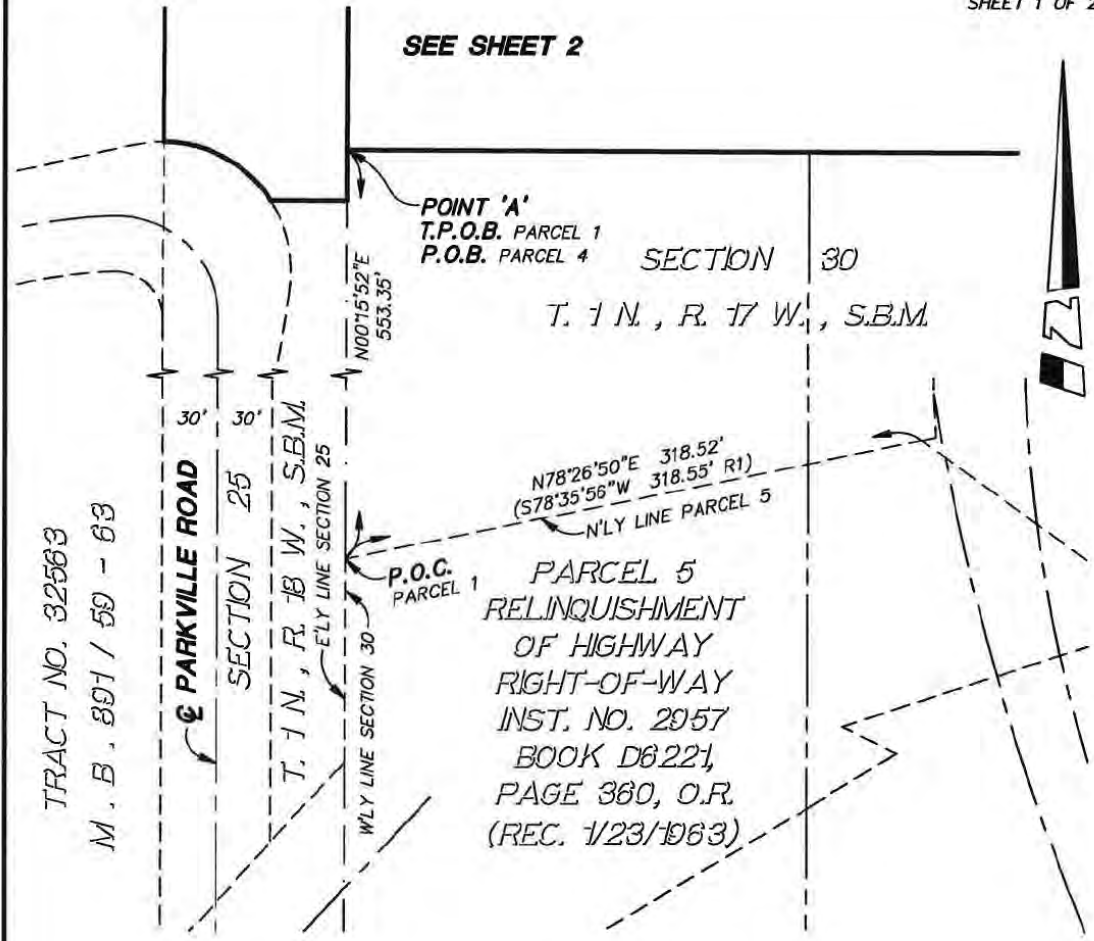 SHEET 1 OF 2
SEE SHEET 2
POINT 'A'
T.P.O.B. PARCEL 1
P.O.B. PARCEL 4
SECTION 30
T. 1 N., R. 17 W., S.B.M.
N00°15'52"E
553.35'
30' 30'
TRACT NO. 32563
M. B. 891 / 59 - 63
℄ PARKVILLE ROAD
SECTION 25
T. 1 N., R. 18 W., S.B.M.
E'LY LINE SECTION 25
W'LY LINE SECTION 30
N78°26'50"E 318.52'
(S78°35'56"W 318.55' R1)
N'LY LINE PARCEL 5
P.O.C.
PARCEL 1
PARCEL 5
RELINQUISHMENT
OF HIGHWAY
RIGHT-OF-WAY
INST. NO. 2957
BOOK D6221,
PAGE 360, O.R.
(REC. 1/23/1963)